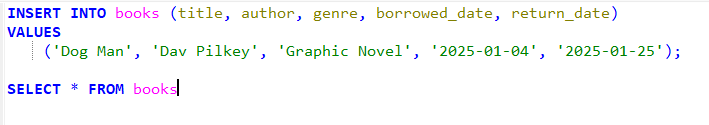 INSERT INTO books (title, author, genre, borrowed_date, return_date)
VALUES
('Dog Man', 'Dav Pilkey', 'Graphic Novel', '2025-01-04', '2025-01-25');
SELECT * FROM books